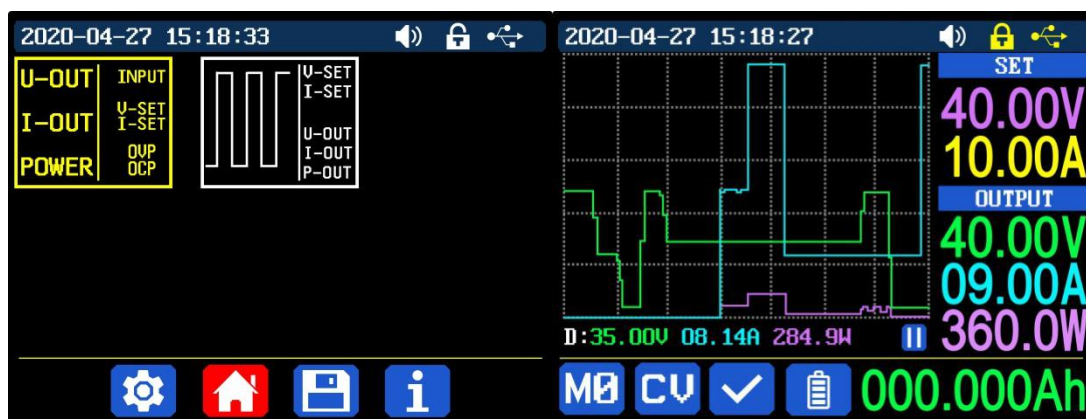 2020-04-27 15:18:33
U-OUT INPUT
V-SET
I-OUT I-SET
POWER OVP
OCP
V-SET
I-SET
U-OUT
I-OUT
P-OUT
i
2020-04-27 15:18:27
SET
40.00V
10.00A
OUTPUT
40.00V
09.00A
360.0W
D:35.00V 08.14A 284.9W
M0 CV 000.000Ah